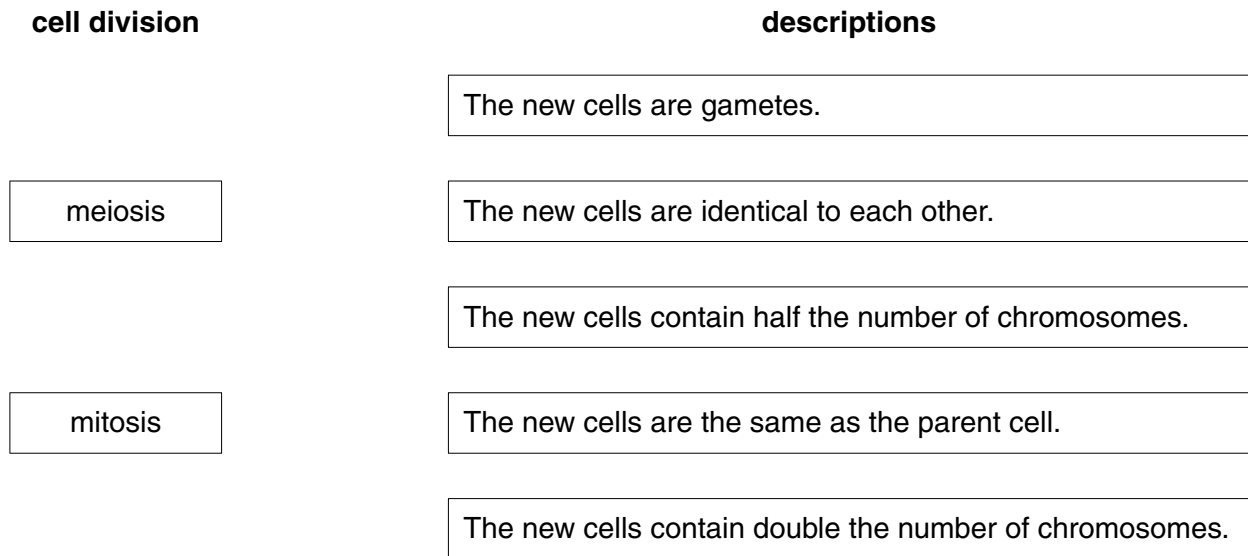 cell division
descriptions
The new cells are gametes.
meiosis
The new cells are identical to each other.
The new cells contain half the number of chromosomes.
mitosis
The new cells are the same as the parent cell.
The new cells contain double the number of chromosomes.